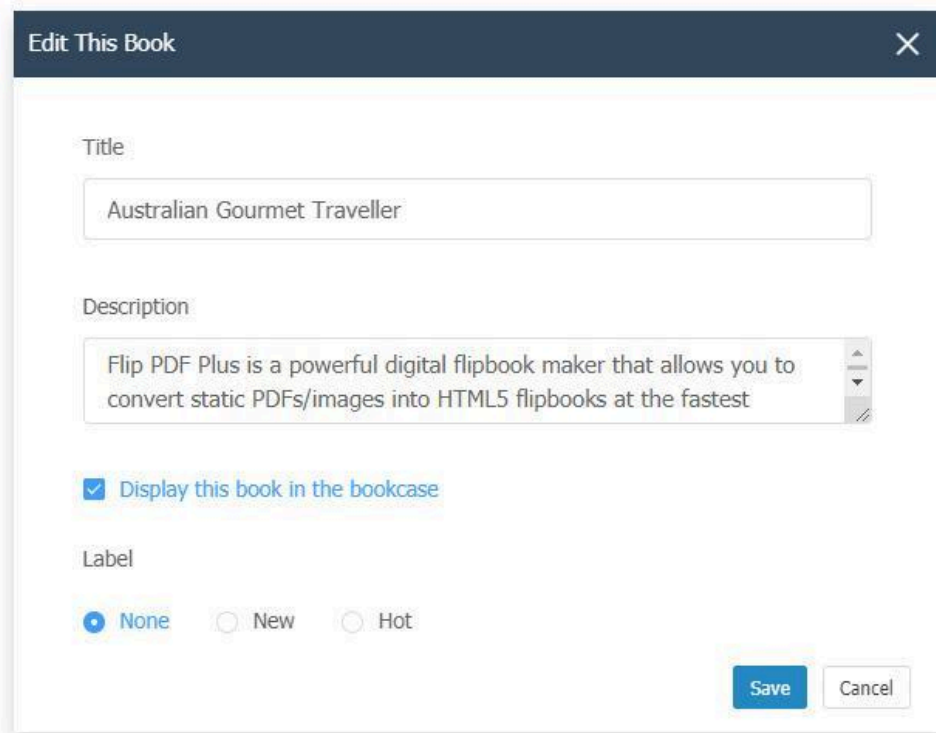 Edit This Book
Title
Australian Gourmet Traveller
Description
Flip PDF Plus is a powerful digital flipbook maker that allows you to
convert static PDFs/images into HTML5 flipbooks at the fastest
Display this book in the bookcase
Label
None New Hot
Save Cancel